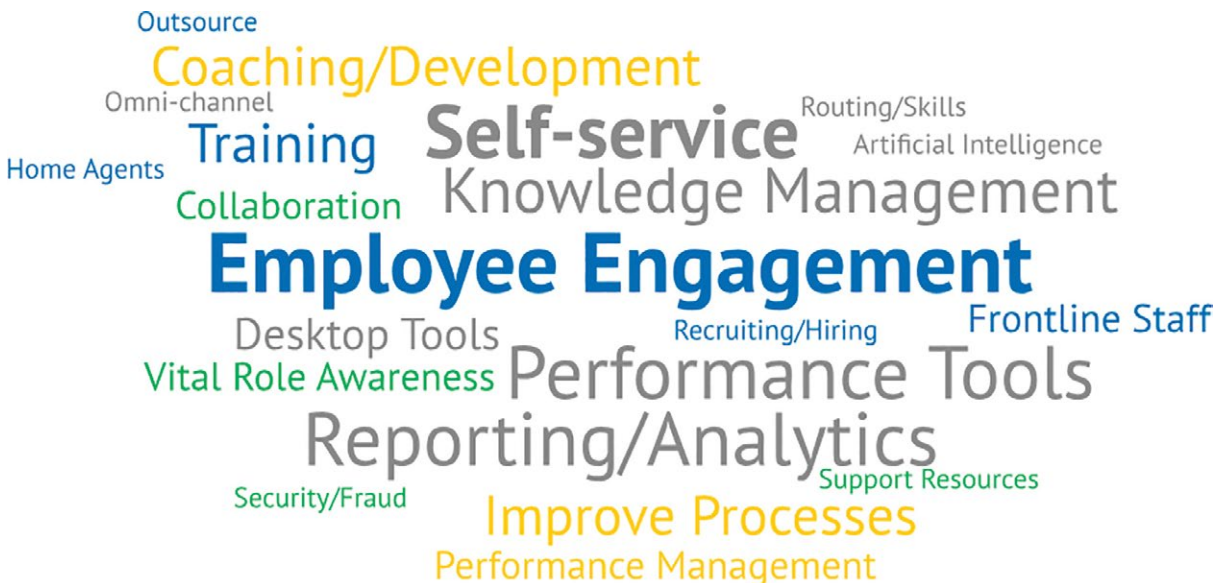 Outsource
Coaching/Development
Omni-channel
Self-service
Routing/Skills
Training
Artificial Intelligence
Home Agents
Knowledge Management
Collaboration
Employee Engagement
Frontline Staff
Desktop Tools
Recruiting/Hiring
Vital Role Awareness
Performance Tools
Reporting/Analytics
Support Resources
Security/Fraud
Improve Processes
Performance Management